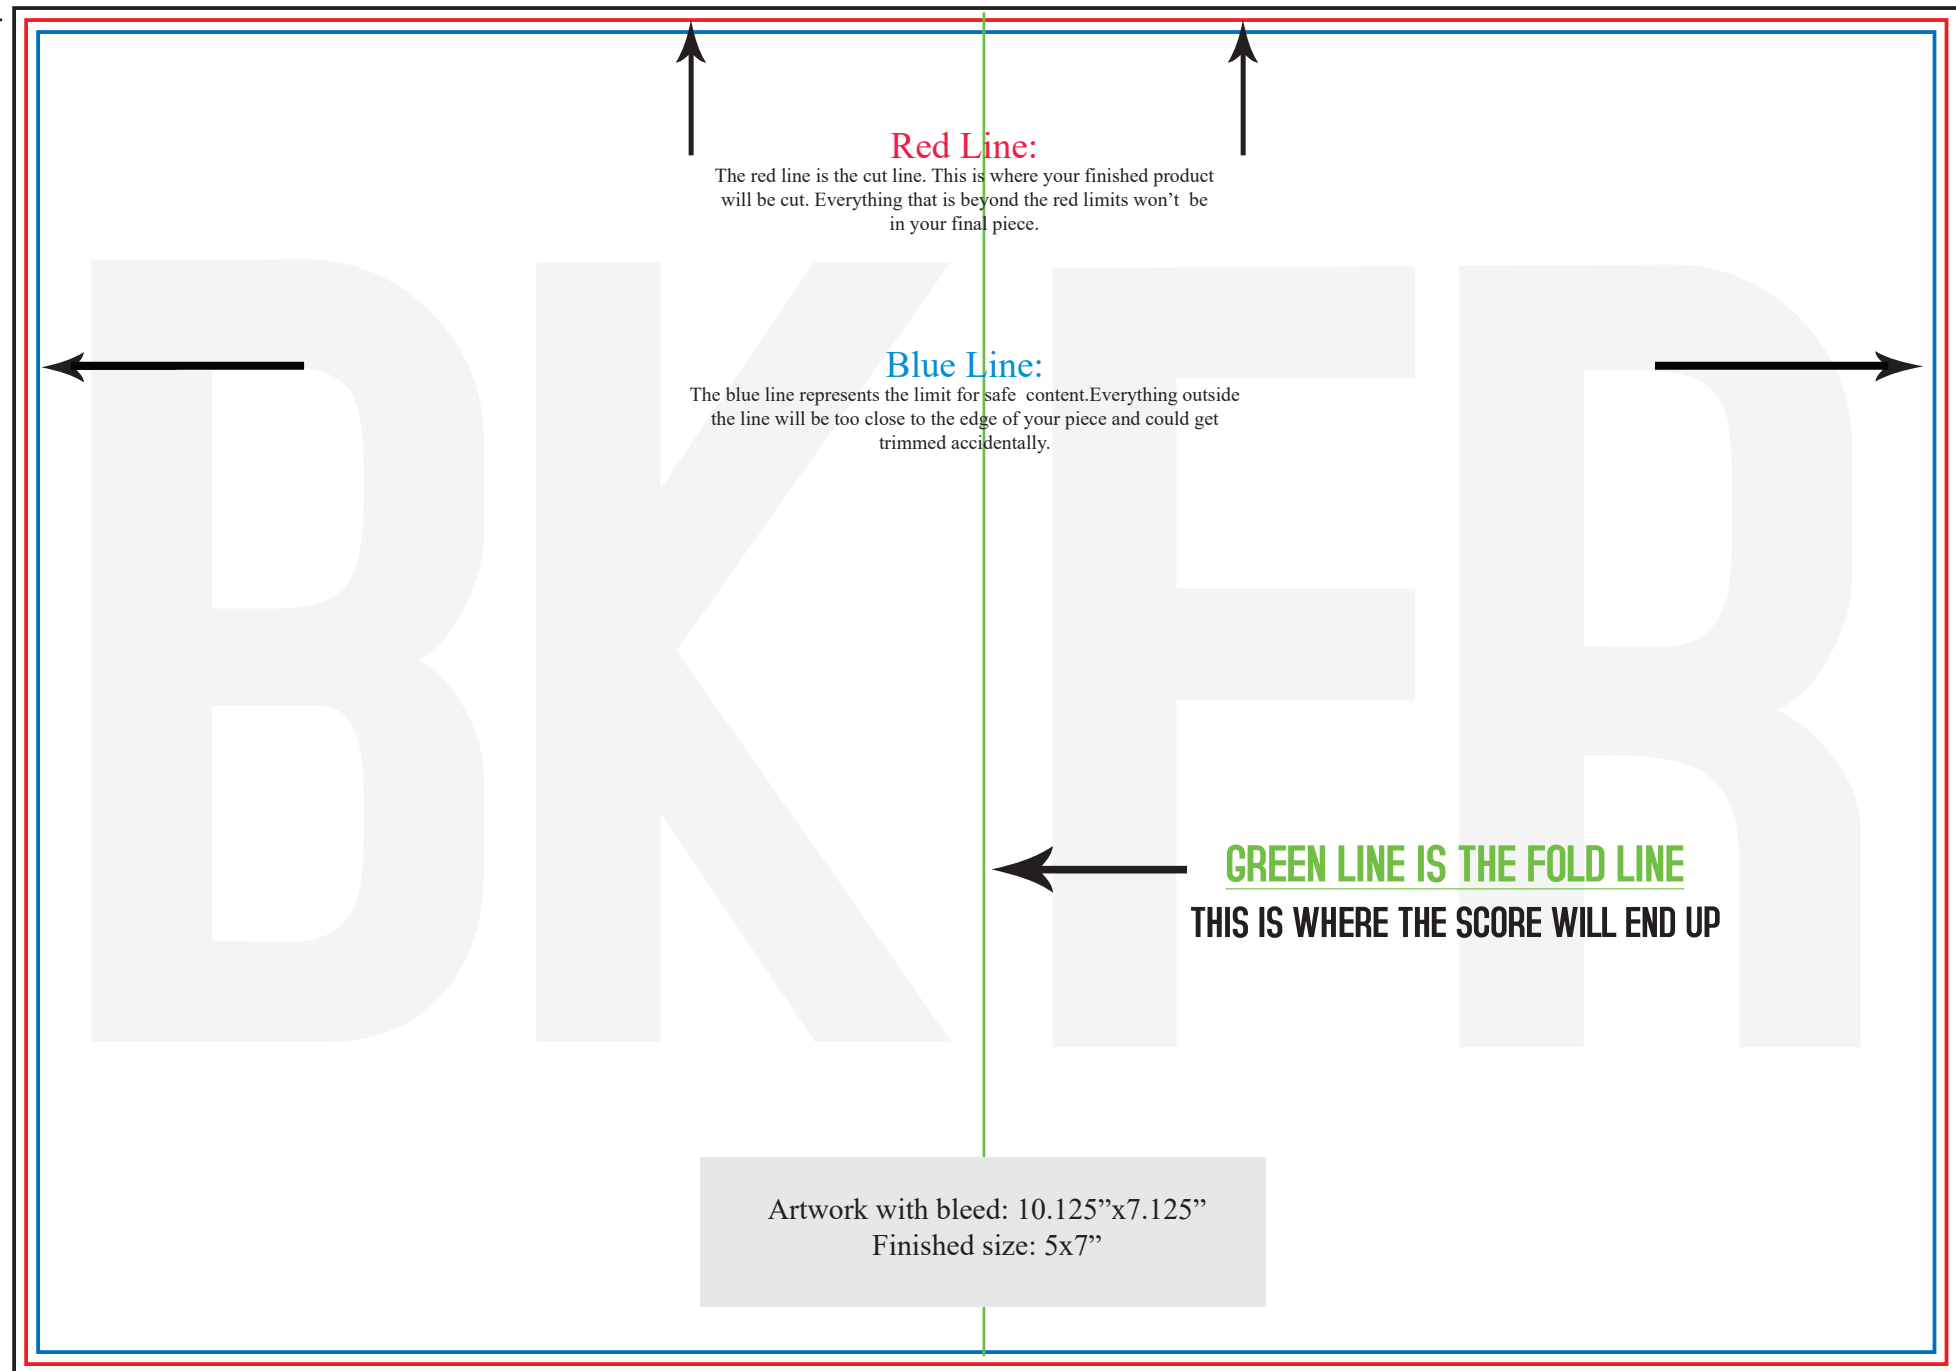 Red Line:
The red line is the cut line. This is where your finished product
will be cut. Everything that is beyond the red limits won’t  be
in your final piece.
BK FR
Blue Line:
The blue line represents the limit for safe  content.Everything outside
the line will be too close to the edge of your piece and could get
trimmed accidentally.
GREEN LINE IS THE FOLD LINE
THIS IS WHERE THE SCORE WILL END UP
Artwork with bleed: 10.125”x7.125”
Finished size: 5x7”